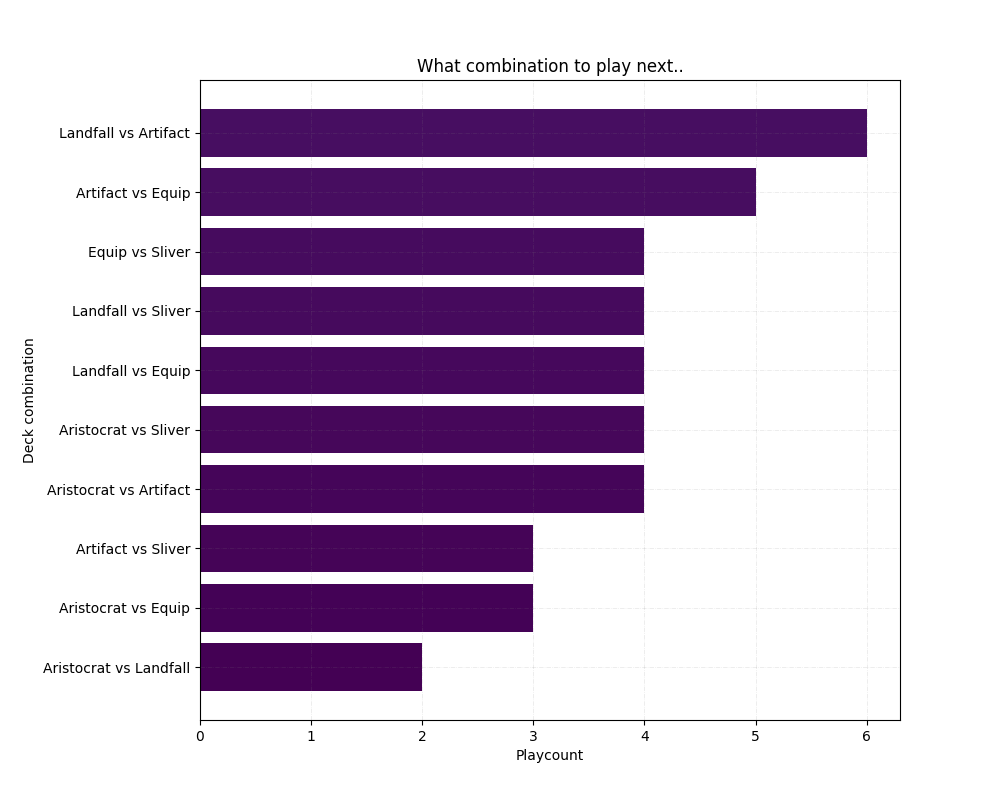 What combination to play next..
Landfall vs Artifact
Artifact vs Equip
Equip vs Sliver
Landfall vs Sliver
Landfall vs Equip
Aristocrat vs Sliver
Aristocrat vs Artifact
Artifact vs Sliver
Aristocrat vs Equip
Aristocrat vs Landfall
Deck combination
0 1 2 3 4 5 6
Playcount